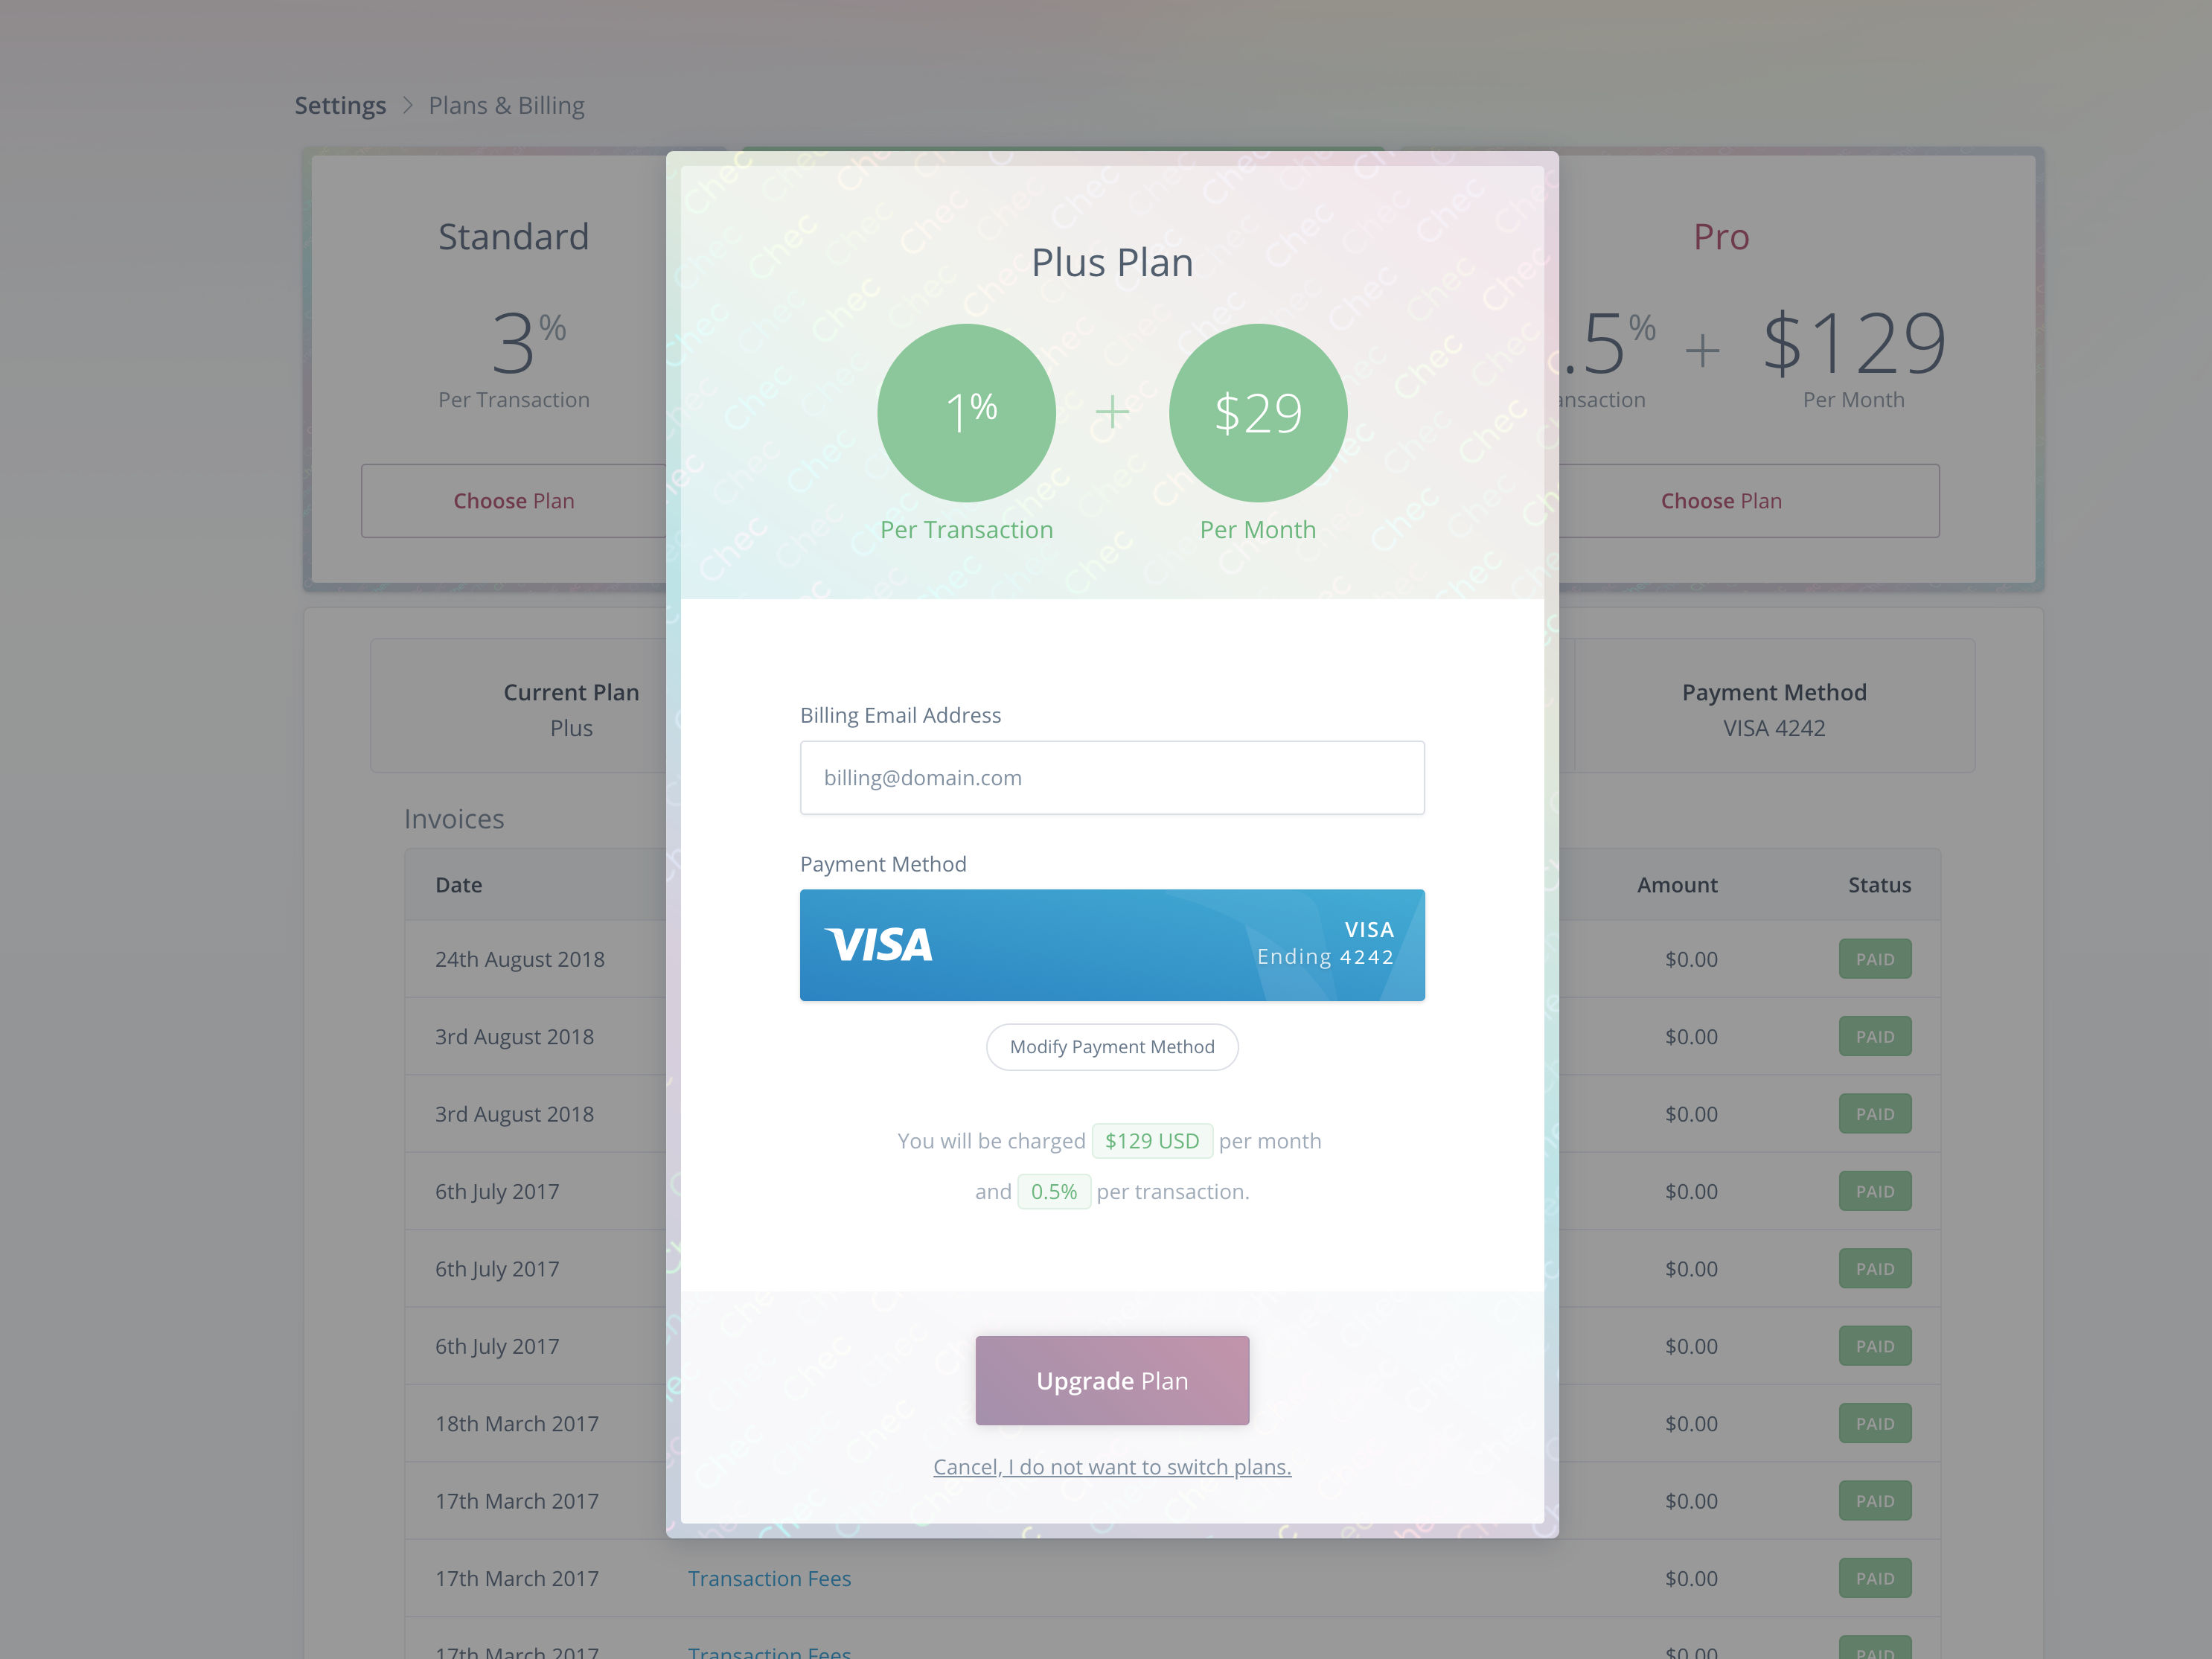 Settings > Plans & Billing
Standard
3%
Per Transaction
Choose Plan
Plus Plan
1% + $29
Per Transaction
Per Month
Pro
.5% + $129
ansaction
Per Month
Choose Plan
Current Plan
Plus
Payment Method
VISA 4242
Billing Email Address
billing@domain.com
Payment Method
VISA
VISA
Ending 4242
Modify Payment Method
You will be charged $129 USD per month
and 0.5% per transaction.
Upgrade Plan
Cancel, I do not want to switch plans.
Invoices
Date Amount Status
24th August 2018 $0.00 PAID
3rd August 2018 $0.00 PAID
3rd August 2018 $0.00 PAID
6th July 2017 $0.00 PAID
6th July 2017 $0.00 PAID
6th July 2017 $0.00 PAID
18th March 2017 $0.00 PAID
17th March 2017 $0.00 PAID
17th March 2017 Transaction Fees $0.00 PAID
17th March 2017 Transaction Fees $0.00 PAID